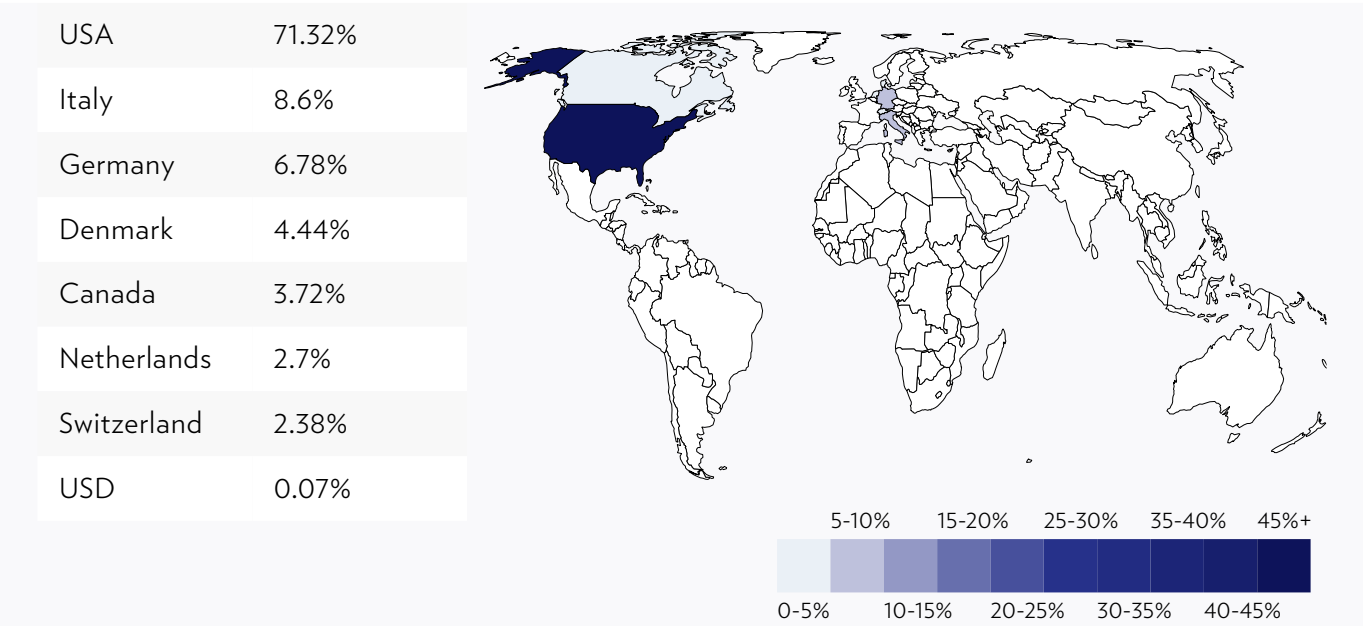 USA 71.32%
Italy 8.6%
Germany 6.78%
Denmark 4.44%
Canada 3.72%
Netherlands 2.7%
Switzerland 2.38%
USD 0.07%
5-10% 15-20% 25-30% 35-40% 45%+
0-5% 10-15% 20-25% 30-35% 40-45%